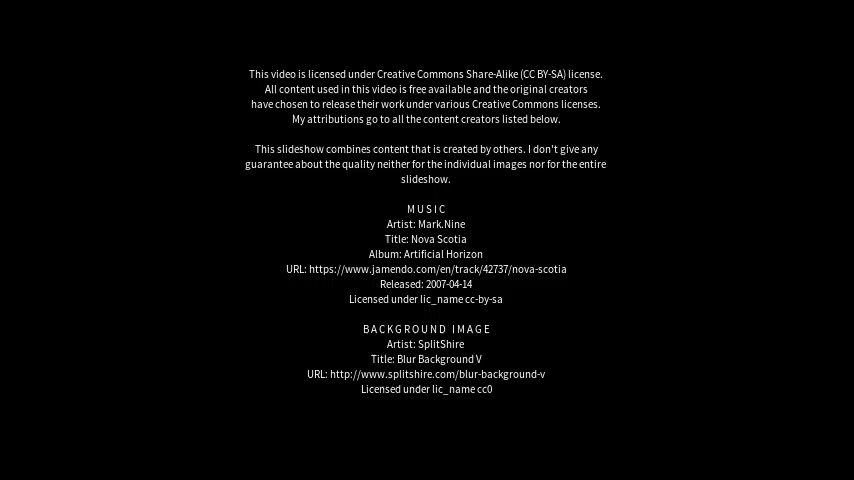 This video is licensed under Creative Commons Share-Alike (CC BY-SA) license.
All content used in this video is free available and the original creators
have chosen to release their work under various Creative Commons licenses.
My attributions go to all the content creators listed below.
This slideshow combines content that is created by others. I don't give any
guarantee about the quality neither for the individual images nor for the entire
slideshow.
MUSIC
Artist: Mark.Nine
Title: Nova Scotia
Album: Artificial Horizon
URL: https://www.jamendo.com/en/track/42737/nova-scotia
Released: 2007-04-14
Licensed under lic_name cc-by-sa
BACKGROUND IMAGE
Artist: SplitShire
Title: Blur Background V
URL: http://www.splitshire.com/blur-background-v
Licensed under lic_name cc0